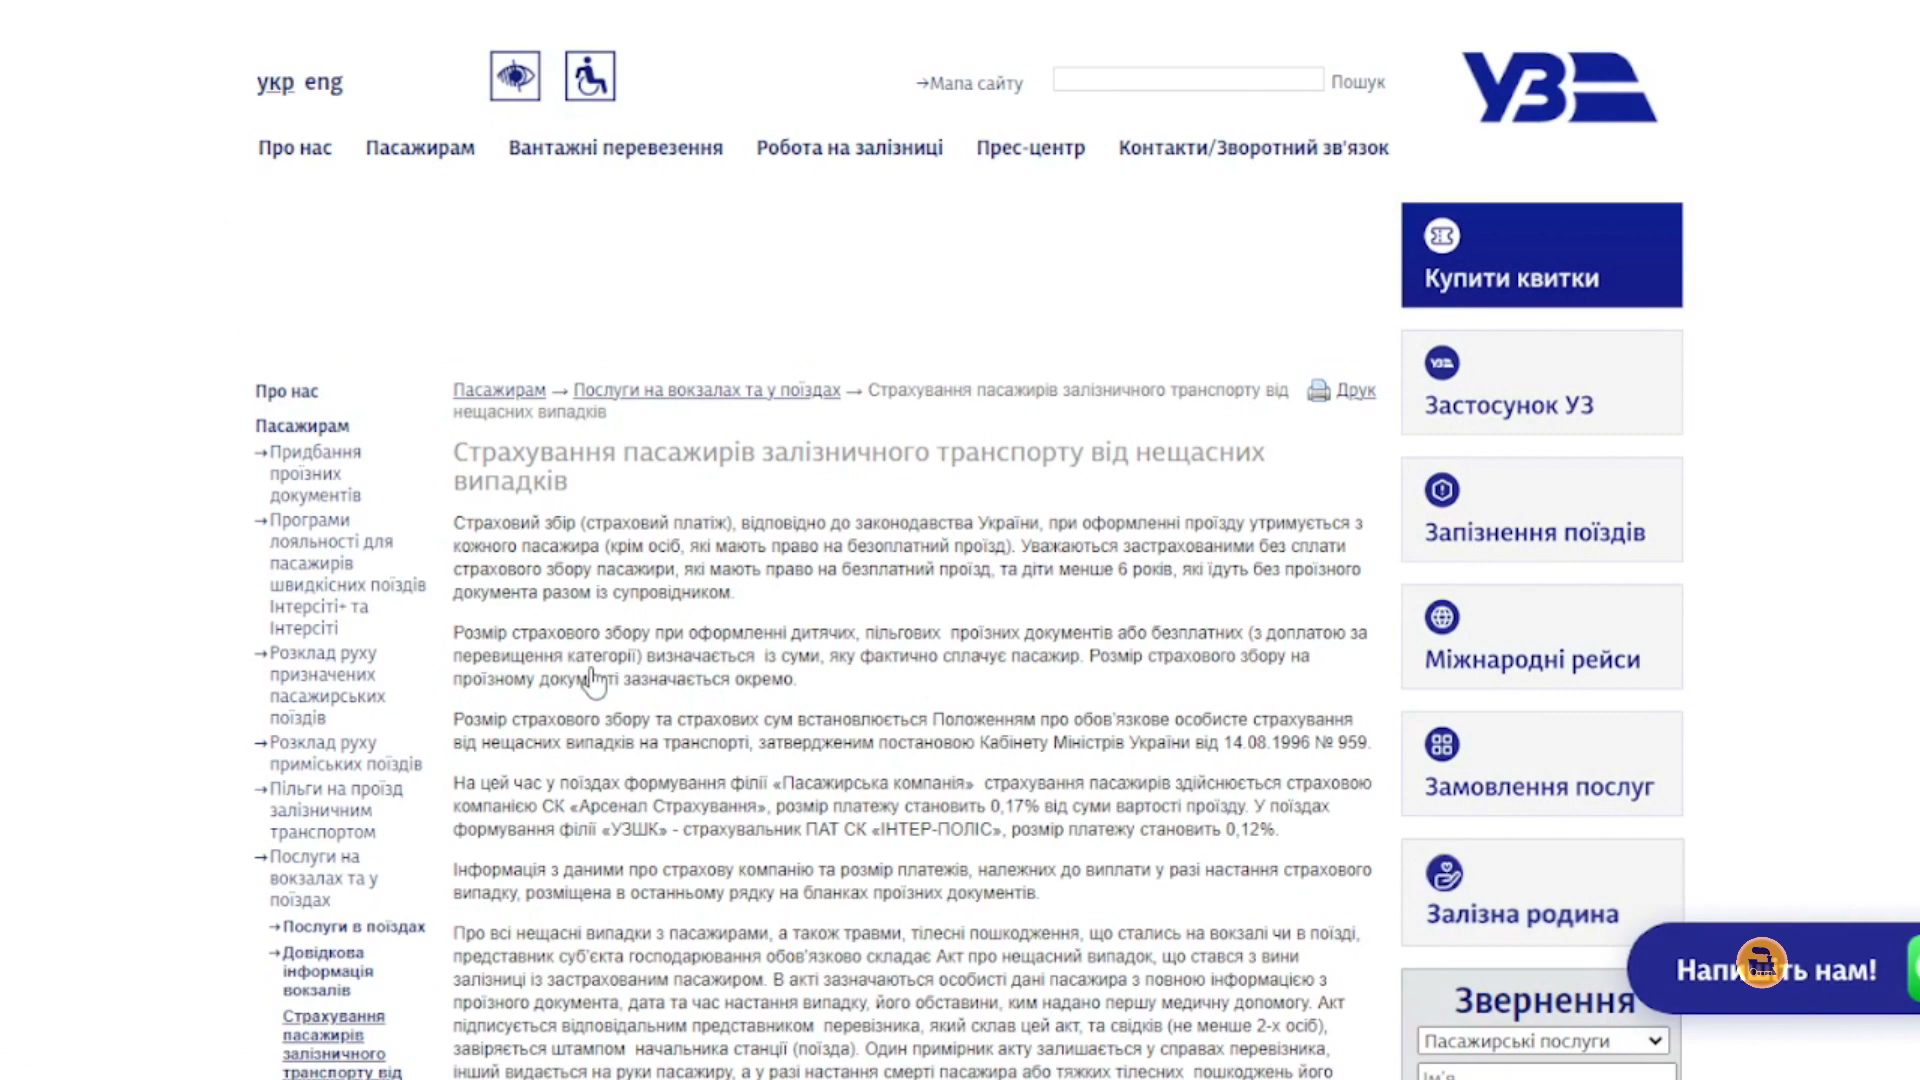 укр eng
→Мапа сайту
Пошук
УЗ
Про нас Пасажирам Вантажні перевезення Робота на залізниці Прес-центр Контакти/Зворотний зв'язок
Купити квитки
Застосунок УЗ
Запізнення поїздів
Міжнародні рейси
Замовлення послуг
Залізна родина
Напишіть нам!
Звернення
Пасажирські послуги
Ім'я
Про нас
Пасажирам
→Придбання
проїзних
документів
→Програми
лояльності для
пасажирів
швидкісних поїздів
Інтерсіті+ та
Інтерсіті
→Розклад руху
призначених
пасажирських
поїздів
→Розклад руху
приміських поїздів
→Пільги на проїзд
залізничним
транспортом
→Послуги на
вокзалах та у
поїздах
→Послуги в поїздах
→Довідкова
інформація
вокзалів
Страхування
пасажирів
залізничного
транспорту від
Пасажирам → Послуги на вокзалах та у поїздах → Страхування пасажирів залізничного транспорту від
нещасних випадків
Друк
Страхування пасажирів залізничного транспорту від нещасних
випадків
Страховий збір (страховий платіж), відповідно до законодавства України, при оформленні проїзду утримується з
кожного пасажира (крім осіб, які мають право на безоплатний проїзд). Уважаються застрахованими без сплати
страхового збору пасажири, які мають право на безплатний проїзд, та діти менше 6 років, які їдуть без проїзного
документа разом із супровідником.
Розмір страхового збору при оформленні дитячих, пільгових проїзних документів або безплатних (з доплатою за
перевищення категорії) визначається із суми, яку фактично сплачує пасажир. Розмір страхового збору на
проїзному документі зазначається окремо.
Розмір страхового збору та страхових сум встановлюється Положенням про обов'язкове особисте страхування
від нещасних випадків на транспорті, затвердженим постановою Кабінету Міністрів України від 14.08.1996 № 959.
На цей час у поїздах формування філії «Пасажирська компанія» страхування пасажирів здійснюється страховою
компанією СК «Арсенал Страхування», розмір платежу становить 0,17% від суми вартості проїзду. У поїздах
формування філії «УЗШК» - страхувальник ПАТ СК «ІНТЕР-ПОЛІС», розмір платежу становить 0,12%.
Інформація з даними про страхову компанію та розмір платежів, належних до виплати у разі настання страхового
випадку, розміщена в останньому рядку на бланках проїзних документів.
Про всі нещасні випадки з пасажирами, а також травми, тілесні пошкодження, що стались на вокзалі чи в поїзді,
представник суб'єкта господарювання обов'язково складає Акт про нещасний випадок, що стався з вини
залізниці із застрахованим пасажиром. В акті зазначаються особисті дані пасажира з повною інформацією з
проїзного документа, дата та час настання випадку, його обставини, ким надано першу медичну допомогу. Акт
підписується відповідальним представником перевізника, який склав цей акт, та свідків (не менше 2-х осіб),
завіряється штампом начальника станції (поїзда). Один примірник акту залишається у справах перевізника,
інший видається на руки пасажиру, а у разі настання смерті пасажира або тяжких тілесних пошкоджень його